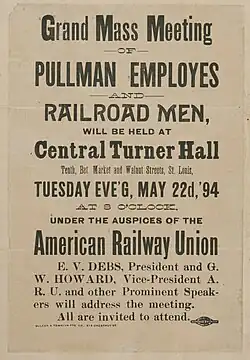 Grand Mass Meeting
OF
PULLMAN EMPLOYES
AND
RAILROAD MEN,
WILL BE HELD AT
Central Turner Hall
Tenth, Bet Market and Walnut Streets, St. Louis,
TUESDAY EVE'G, MAY 22d, '94
AT 8 O'CLOCK,
UNDER THE AUSPICES OF THE
American Railway Union
E. V. DEBS, President and G.
W. HOWARD, Vice-President A.
R. U. and other Prominent Speak-
ers will address the meeting.
All are invited to attend.